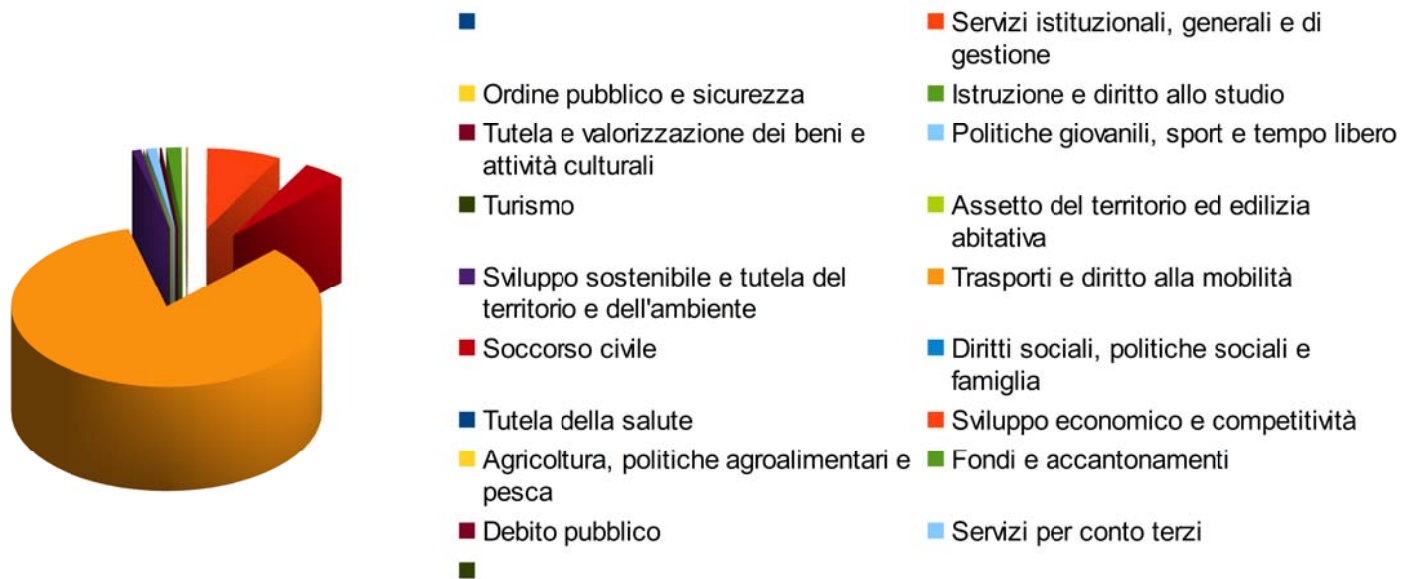 Servizi istituzionali, generali e di
gestione
Ordine pubblico e sicurezza
Istruzione e diritto allo studio
Tutela e valorizzazione dei beni e
attività culturali
Politiche giovanili, sport e tempo libero
Turismo
Assetto del territorio ed edilizia
abitativa
Sviluppo sostenibile e tutela del
territorio e dell'ambiente
Trasporti e diritto alla mobilità
Soccorso civile
Diritti sociali, politiche sociali e
famiglia
Tutela della salute
Sviluppo economico e competitività
Agricoltura, politiche agroalimentari e
pesca
Fondi e accantonamenti
Debito pubblico
Servizi per conto terzi